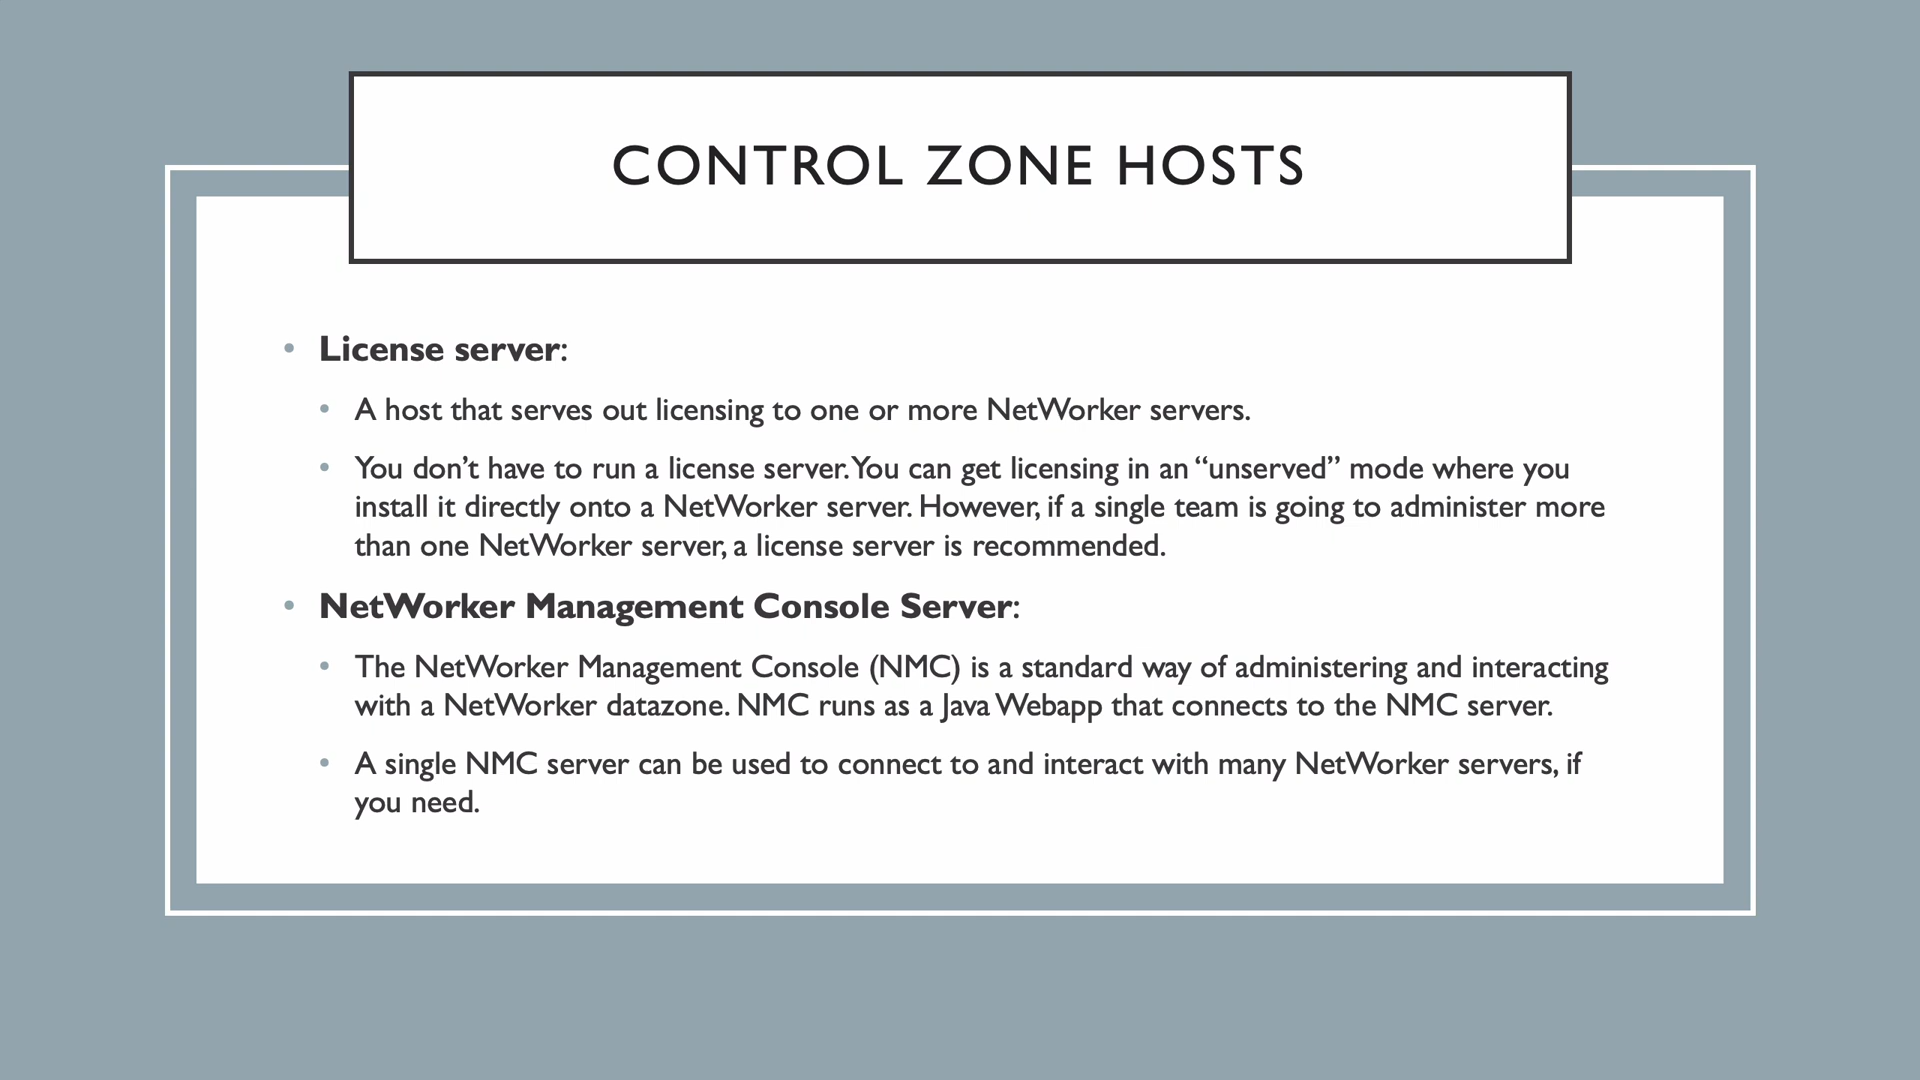 CONTROL ZONE HOSTS
• License server:
• A host that serves out licensing to one or more NetWorker servers.
• You don’t have to run a license server. You can get licensing in an “unserved” mode where you
install it directly onto a NetWorker server. However, if a single team is going to administer more
than one NetWorker server, a license server is recommended.
• NetWorker Management Console Server:
• The NetWorker Management Console (NMC) is a standard way of administering and interacting
with a NetWorker datazone. NMC runs as a Java Webapp that connects to the NMC server.
• A single NMC server can be used to connect to and interact with many NetWorker servers, if
you need.